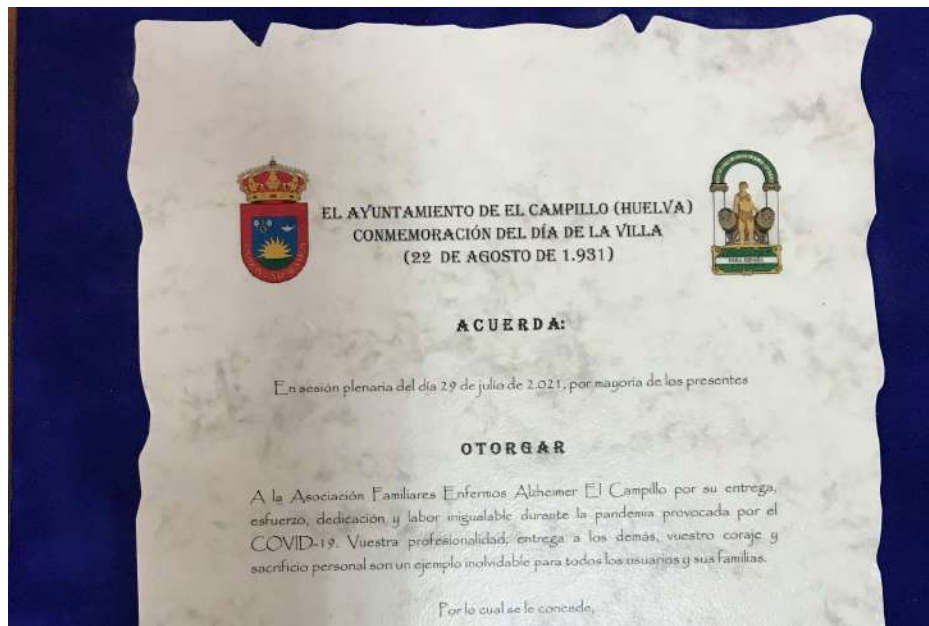 EL AYUNTAMIENTO DE EL CAMPILLO (HUELVA)
CONMEMORACIÓN DEL DÍA DE LA VILLA
(22 DE AGOSTO DE 1.931)
ACUERDA:
En sesión plenaria del día 29 de julio de 2.021, por mayoría de los presentes
OTORGAR
A la Asociación Familiares Enfermos Alzheimer El Campillo por su entrega,
esfuerzo, dedicación y labor inigualable durante la pandemia provocada por el
COVID-19. Vuestra profesionalidad, entrega a los demás, vuestro coraje y
sacrificio personal son un ejemplo inolvidable para todos los usuarios y sus familias.
Por lo cual se le concede,